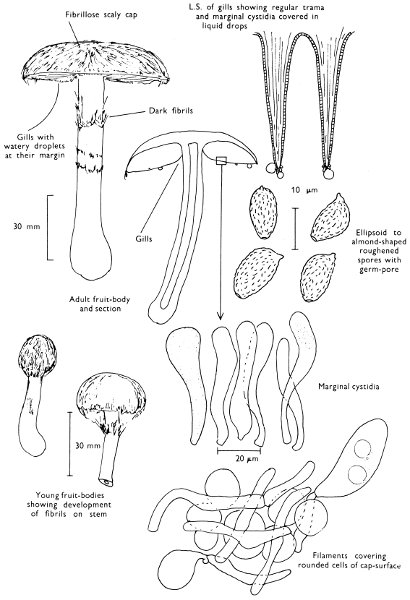 Fibrillose scaly cap
L.S. of gills showing regular trama
and marginal cystidia covered in
liquid drops
Dark fibrils
Gills with
watery droplets
at their margin
30 mm
Gills
10 μm
Ellipsoid to
almond-shaped
roughened
spores with
germ-pore
Adult fruit-body
and section
Marginal cystidia
20 μm
30 mm
Young fruit-bodies
showing development
of fibrils on stem
Filaments covering
rounded cells of cap-surface